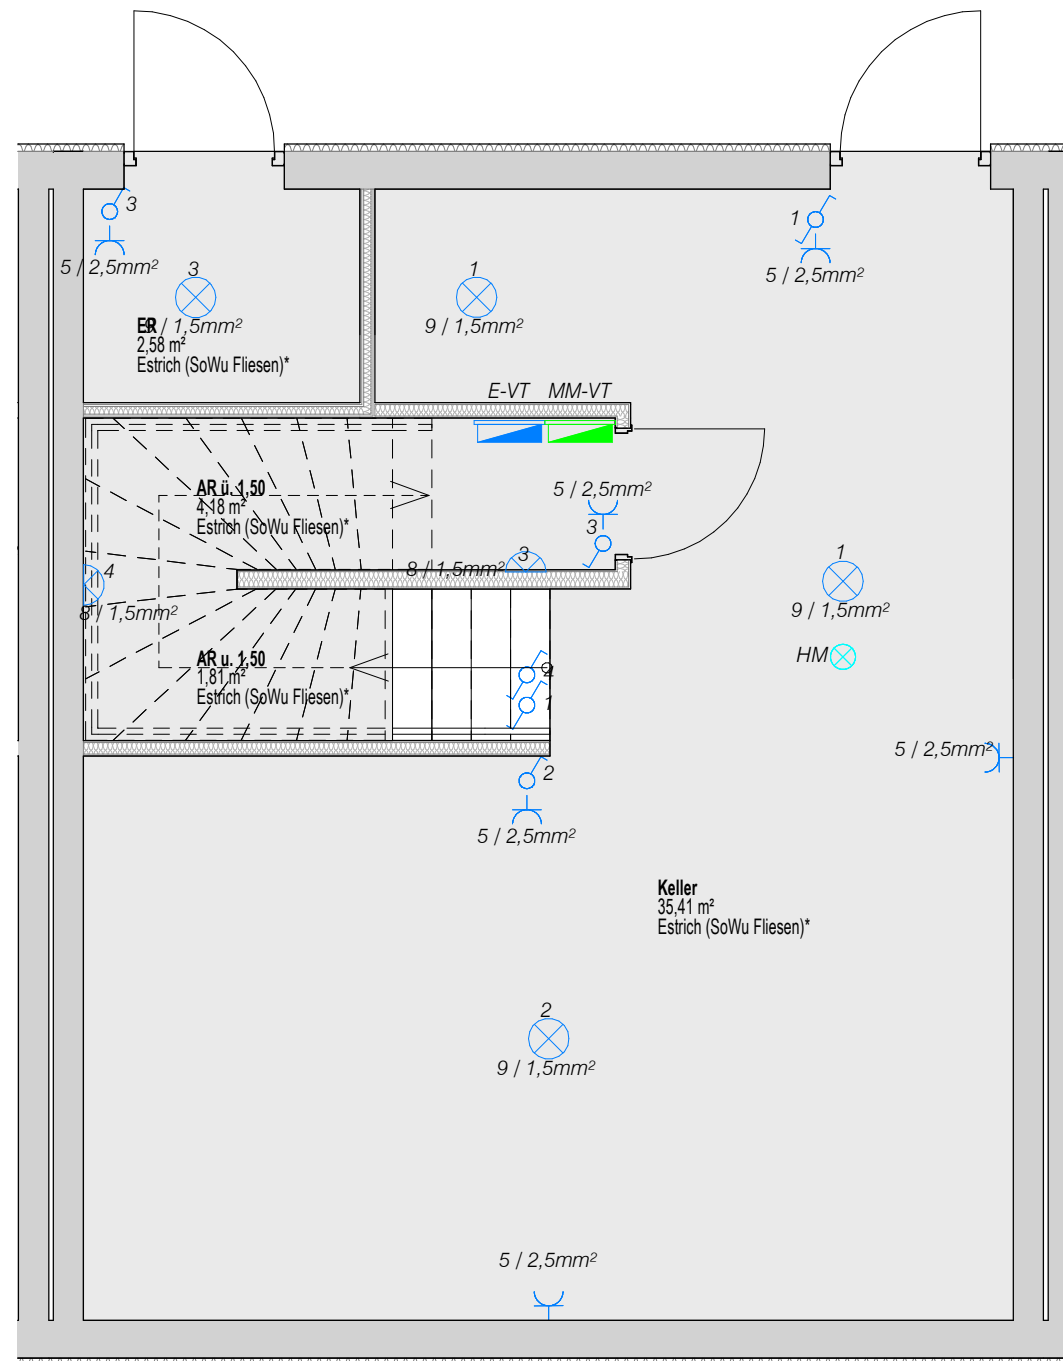 3
1
5 / 2,5mm²
5 / 2,5mm²
3
1
9 / 1,5mm²
9 / 1,5mm²
ER
2,58 m²
Estrich (SoWu Fliesen)*
E-VT MM-VT
AR ü. 1,50
4,18 m²
Estrich (SoWu Fliesen)*
5 / 2,5mm²
3
3
8 / 1,5mm²
4
8 / 1,5mm²
1
9 / 1,5mm²
HM
AR u. 1,50
1,81 m²
Estrich (SoWu Fliesen)*
4
1
5 / 2,5mm²
2
5 / 2,5mm²
Keller
35,41 m²
Estrich (SoWu Fliesen)*
2
9 / 1,5mm²
5 / 2,5mm²